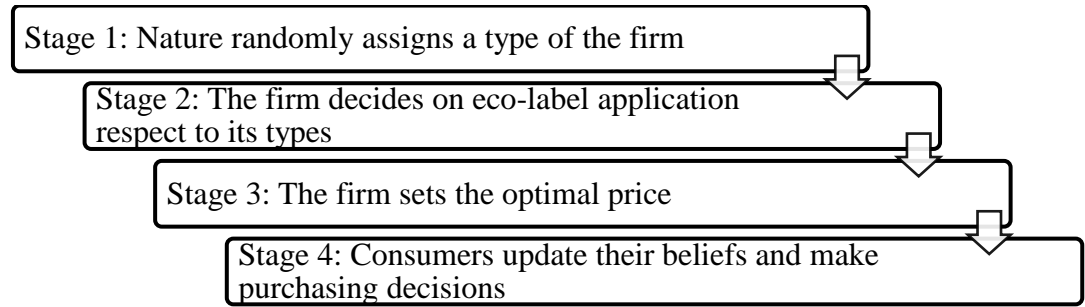 Stage 1: Nature randomly assigns a type of the firm
Stage 2: The firm decides on eco-label application
respect to its types
Stage 3: The firm sets the optimal price
Stage 4: Consumers update their beliefs and make
purchasing decisions